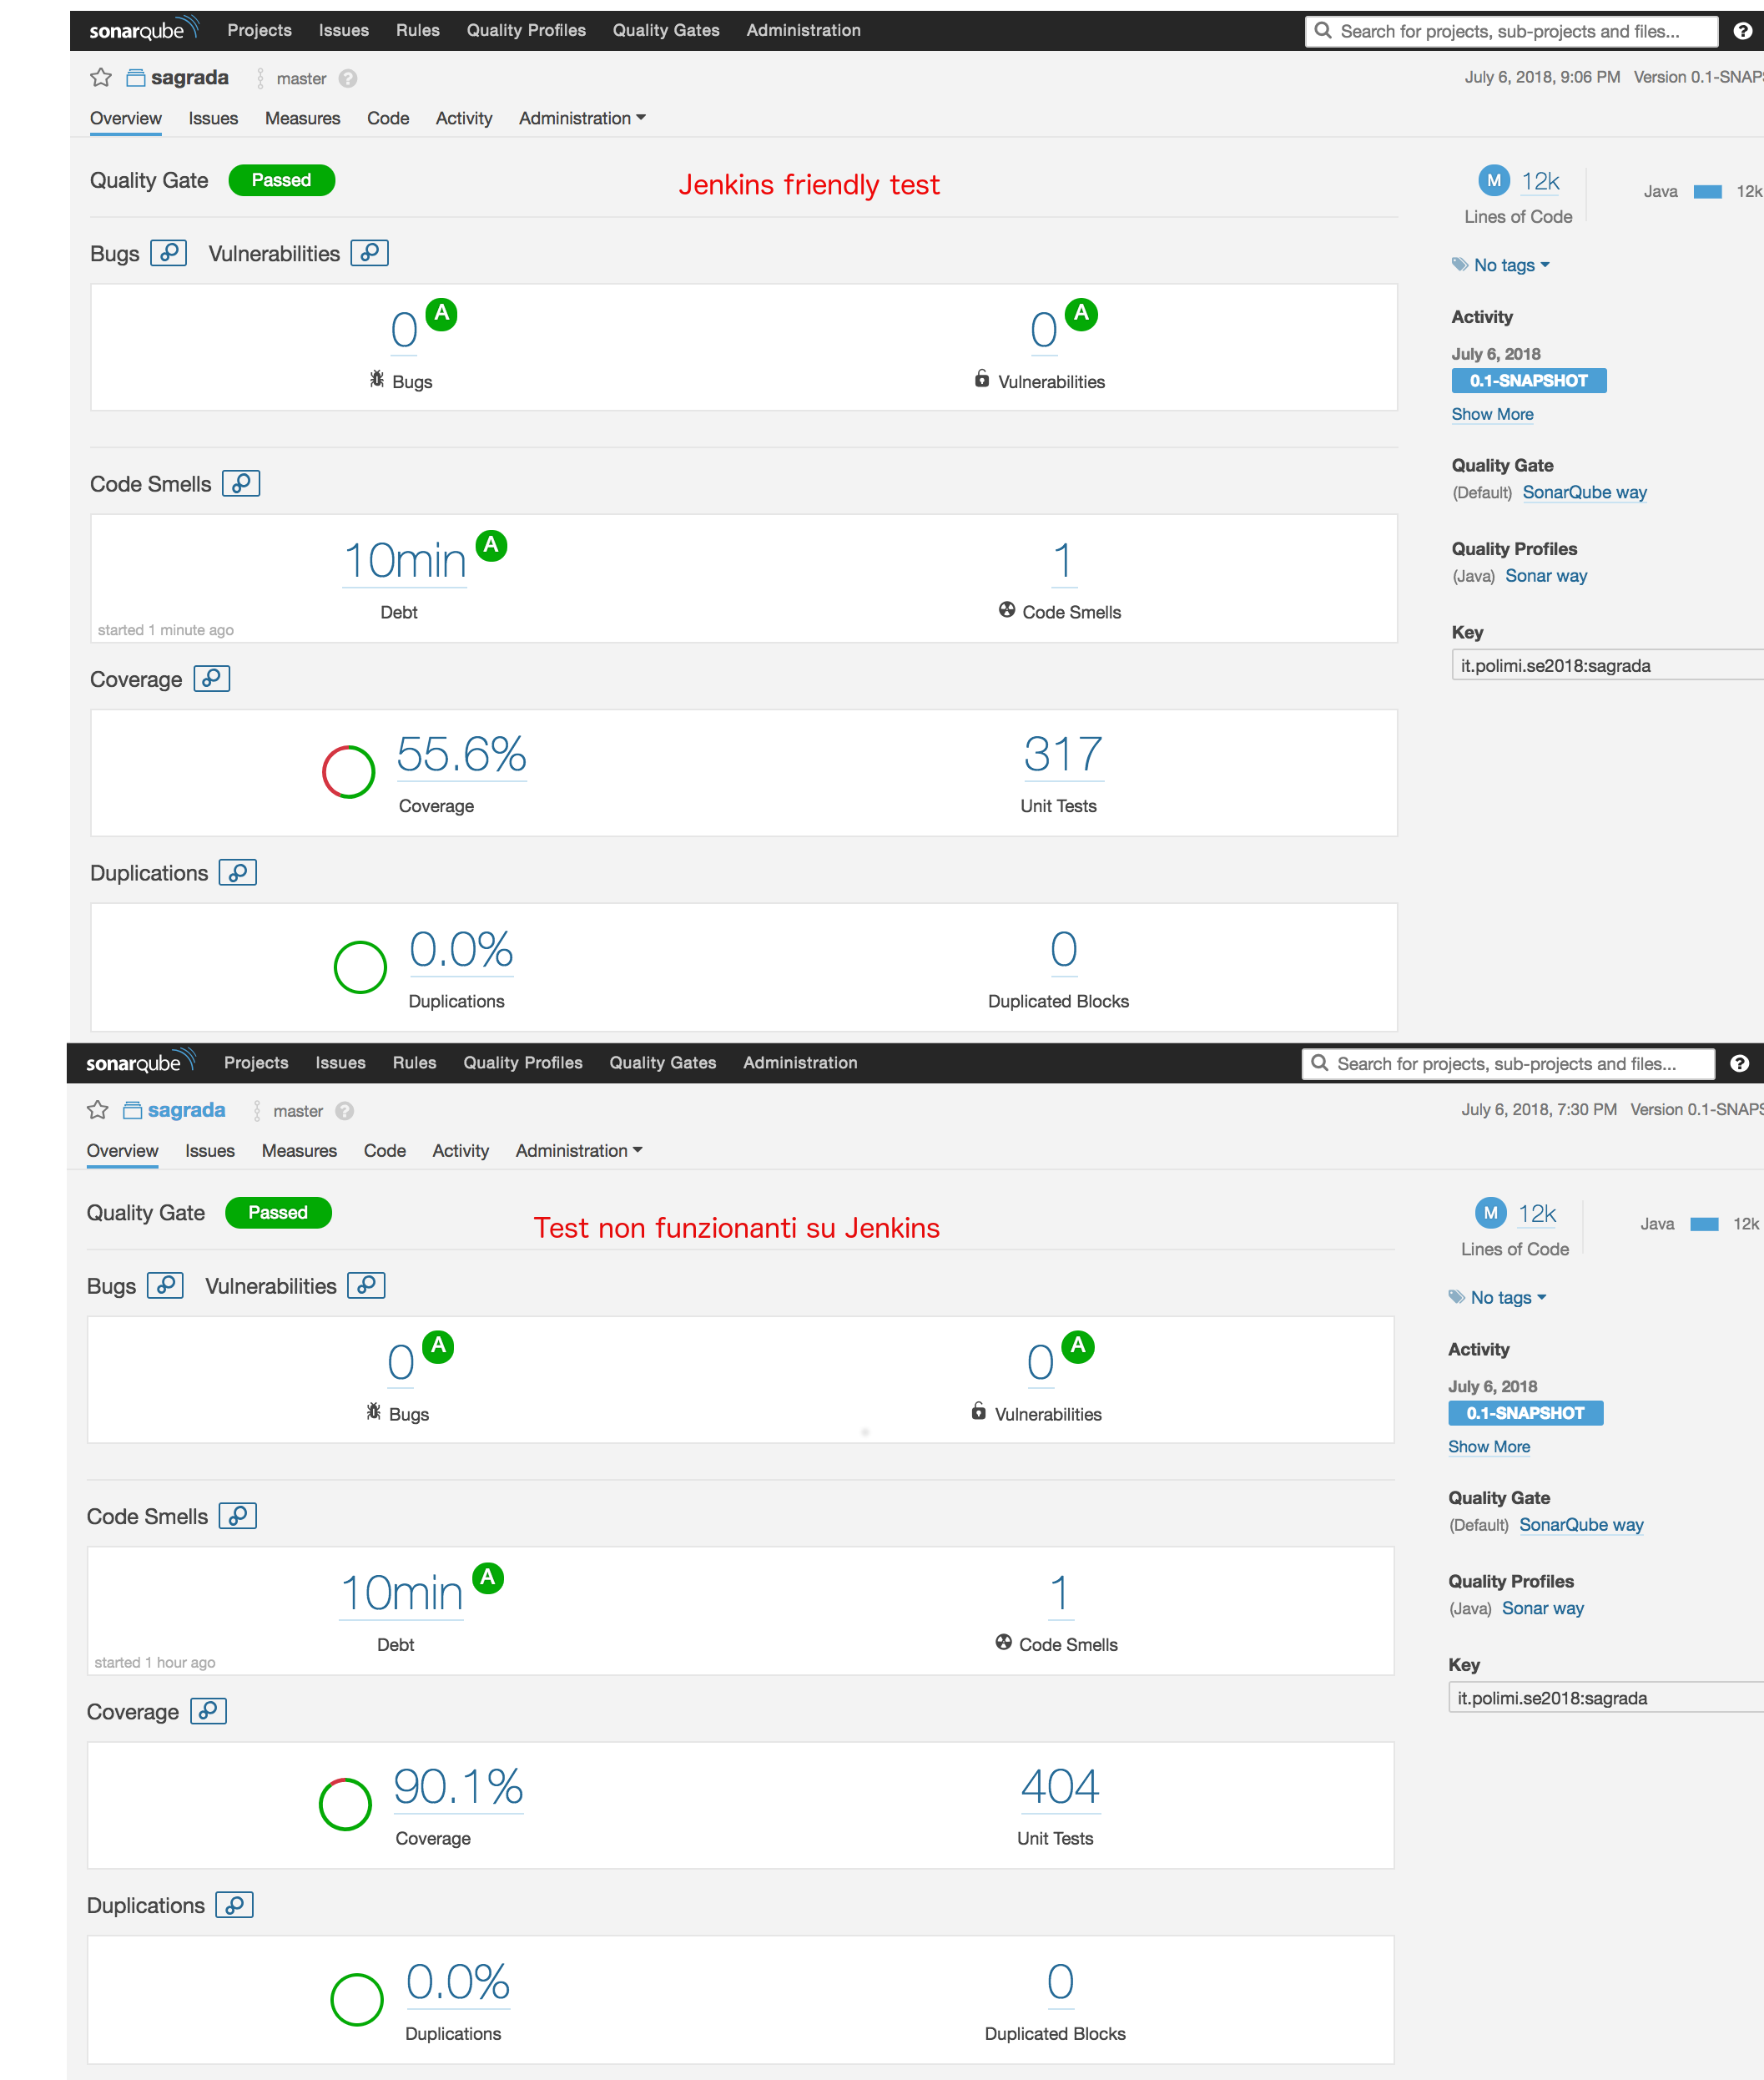 sonarqube Projects Issues Rules Quality Profiles Quality Gates Administration Search for projects, sub-projects and files... ?
sagrada master ? July 6, 2018, 9:06 PM Version 0.1-SNAPS
Overview Issues Measures Code Activity Administration
Quality Gate Passed
Jenkins friendly test
M 12k
Lines of Code
Java 12k
Bugs Vulnerabilities
No tags
0 A
Bugs
0 A
Vulnerabilities
Activity
July 6, 2018
0.1-SNAPSHOT
Show More
Code Smells
10min A
Debt
started 1 minute ago
1
Code Smells
Quality Gate
(Default) SonarQube way
Quality Profiles
(Java) Sonar way
Key
it.polimi.se2018:sagrada
Coverage
55.6%
Coverage
317
Unit Tests
Duplications
0.0%
Duplications
0
Duplicated Blocks
sonarqube Projects Issues Rules Quality Profiles Quality Gates Administration Search for projects, sub-projects and files... ?
sagrada master ? July 6, 2018, 7:30 PM Version 0.1-SNAPS
Overview Issues Measures Code Activity Administration
Quality Gate Passed
Test non funzionanti su Jenkins
M 12k
Lines of Code
Java 12k
Bugs Vulnerabilities
No tags
0 A
Bugs
0 A
Vulnerabilities
Activity
July 6, 2018
0.1-SNAPSHOT
Show More
Code Smells
10min A
Debt
started 1 hour ago
1
Code Smells
Quality Gate
(Default) SonarQube way
Quality Profiles
(Java) Sonar way
Key
it.polimi.se2018:sagrada
Coverage
90.1%
Coverage
404
Unit Tests
Duplications
0.0%
Duplications
0
Duplicated Blocks